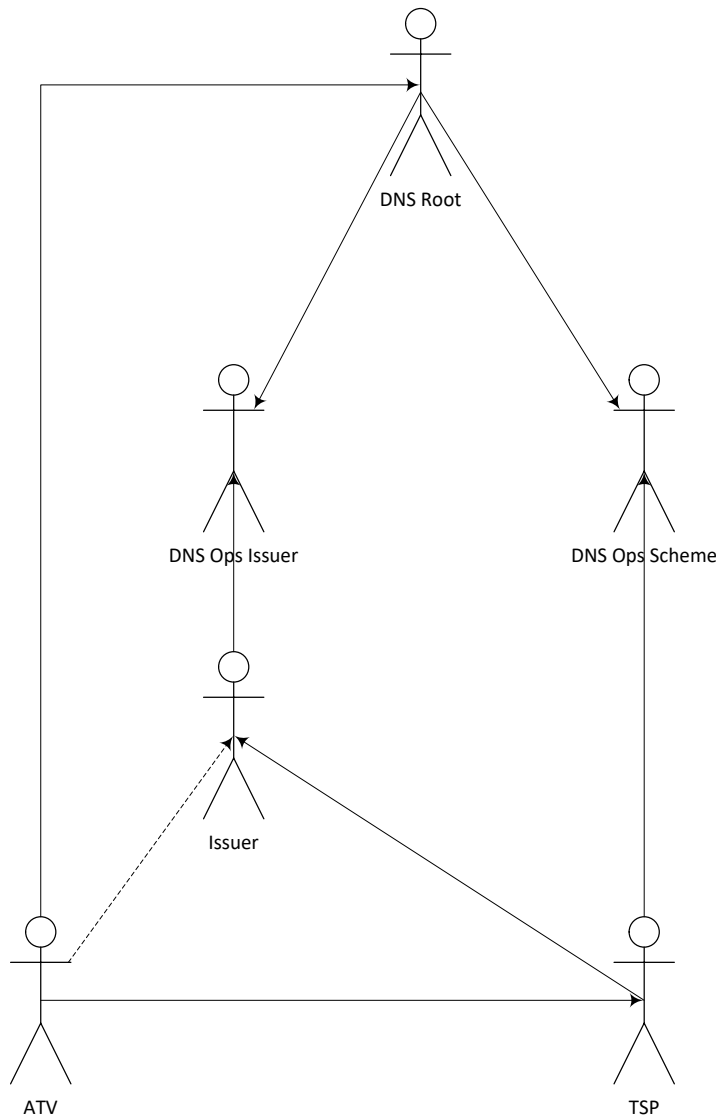 DNS Root
DNS Ops Issuer
DNS Ops Scheme
Issuer
ATV
TSP